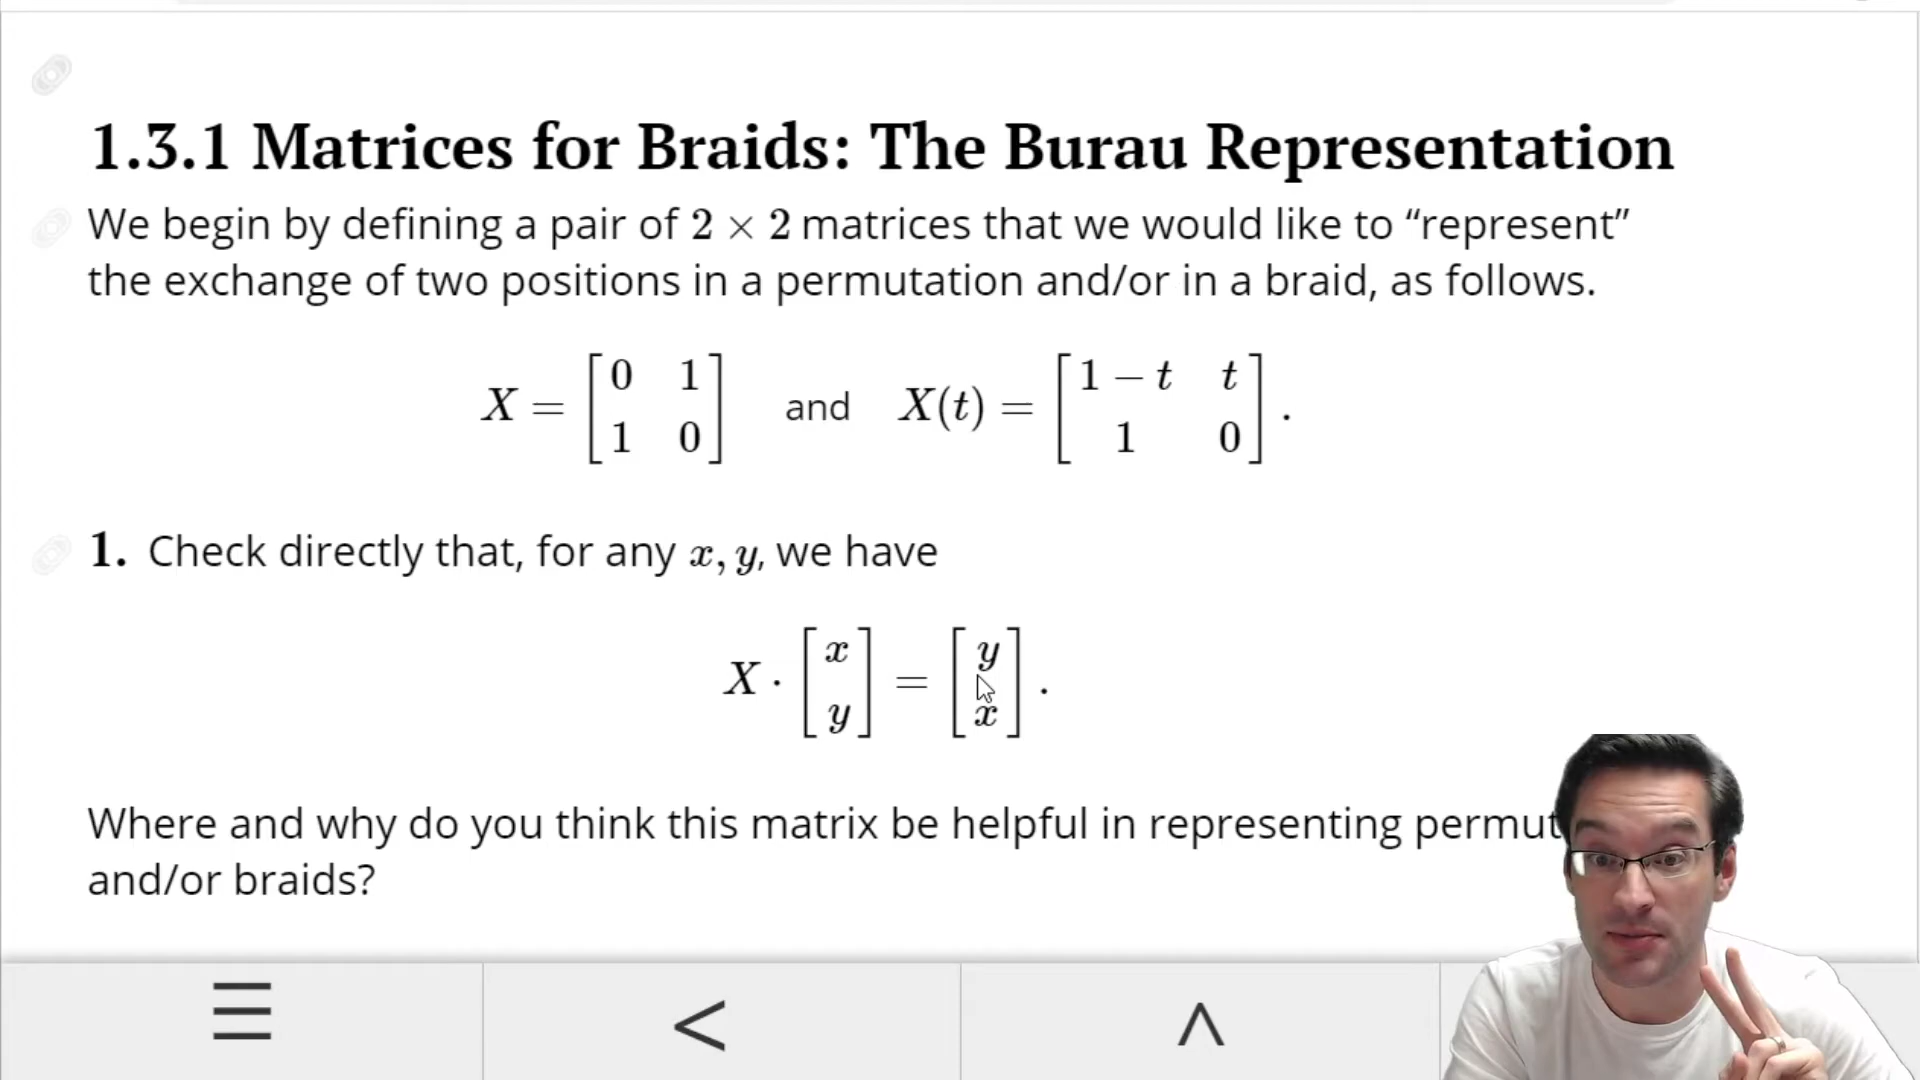 1.3.1 Matrices for Braids: The Burau Representation
We begin by defining a pair of 2 × 2 matrices that we would like to “represent”
the exchange of two positions in a permutation and/or in a braid, as follows.
X = [0 1; 1 0] and X(t) = [1 − t t; 1 0].
1. Check directly that, for any x, y, we have
X · [x; y] = [y; x].
Where and why do you think this matrix be helpful in representing
and/or braids?